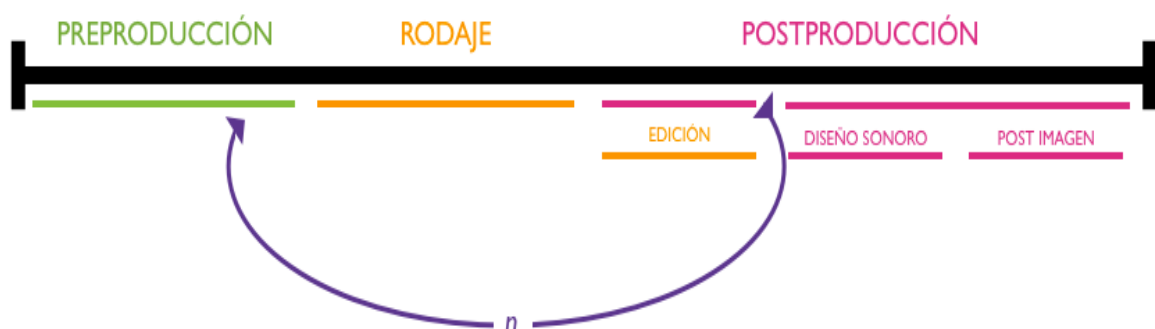 PREPRODUCCIÓN RODAJE POSTPRODUCCIÓN
EDICIÓN DISEÑO SONORO POST IMAGEN
n